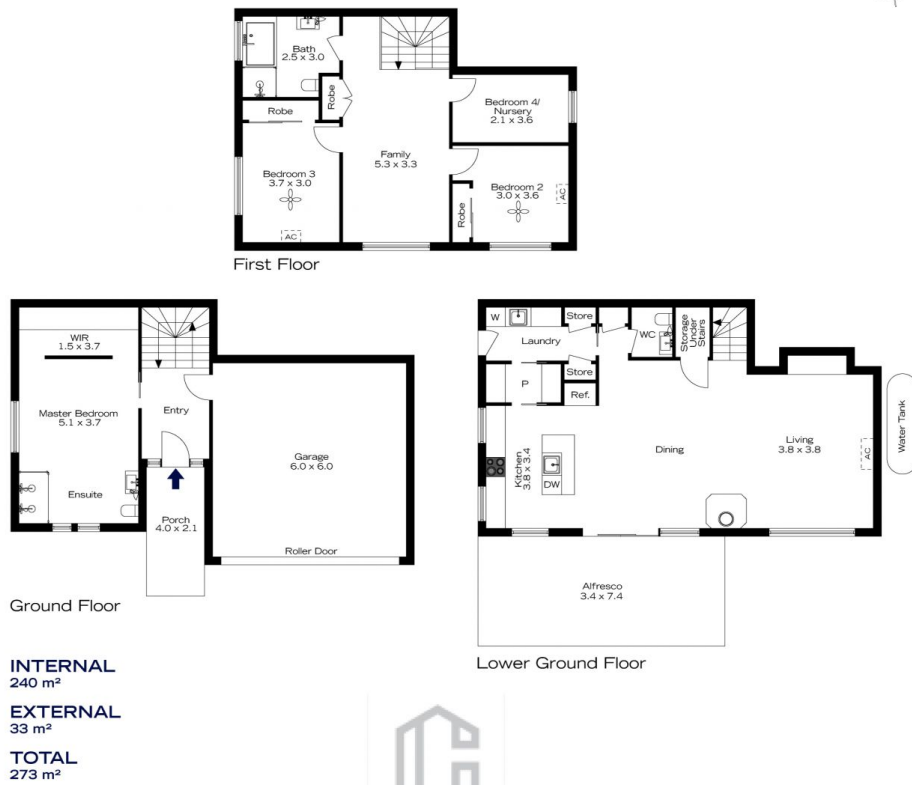 Bath
2.5 x 3.0
Robe
Robe
Bedroom 4/
Nursery
2.1 x 3.6
Family
5.3 x 3.3
Bedroom 3
3.7 x 3.0
AC
Bedroom 2
3.0 x 3.6
AC
Robe
First Floor
WIR
1.5 x 3.7
Master Bedroom
5.1 x 3.7
Entry
Ensuite
Porch
4.0 x 2.1
Garage
6.0 x 6.0
Roller Door
Ground Floor
W
Store
Laundry
WC
Storage
Under
Stairs
Store
P
Ref.
Kitchen
3.8 x 3.4
DW
Dining
Living
3.8 x 3.8
AC
Water Tank
Alfresco
3.4 x 7.4
Lower Ground Floor
INTERNAL
240 m²
EXTERNAL
33 m²
TOTAL
273 m²